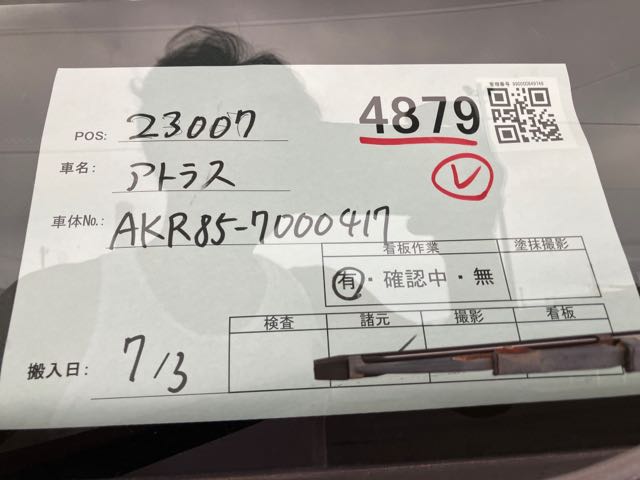 管理番号 990000849149
POS: 23007
4879
車名: アトラス
レ
車体No.: AKR85-7000417
看板作業 塗抹撮影
有・確認中・無
検査 諸元 撮影 看板
搬入日: 7/3